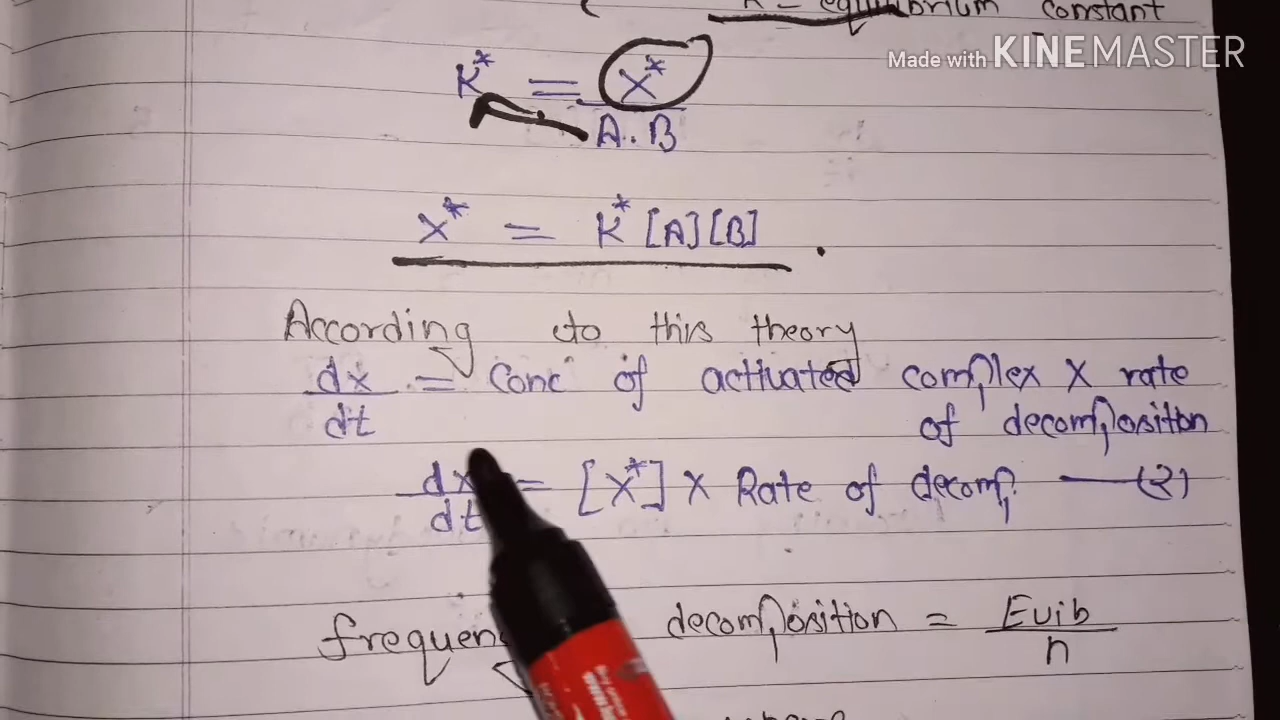 K = equilibrium constant
Made with KINEMASTER
K* = X*
A.B
X* = K* [A][B] .
According to this theory
dx/dt = Conc of activated complex X rate
of decomposition
dx/dt = [X*] X Rate of decomp. —(2)
decomposition = Evib/h